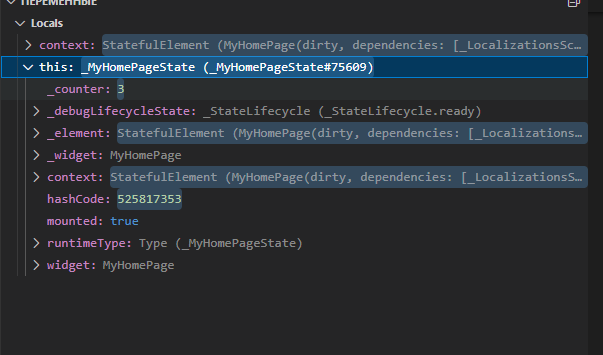 ПЕРЕМЕННЫЕ
Locals
context: StatefulElement (MyHomePage(dirty, dependencies: [_LocalizationsSc…
this: _MyHomePageState (_MyHomePageState#75609)
_counter: 3
_debugLifecycleState: _StateLifecycle (_StateLifecycle.ready)
_element: StatefulElement (MyHomePage(dirty, dependencies: [_Localizations…
_widget: MyHomePage
context: StatefulElement (MyHomePage(dirty, dependencies: [_LocalizationsS…
hashCode: 525817353
mounted: true
runtimeType: Type (_MyHomePageState)
widget: MyHomePage